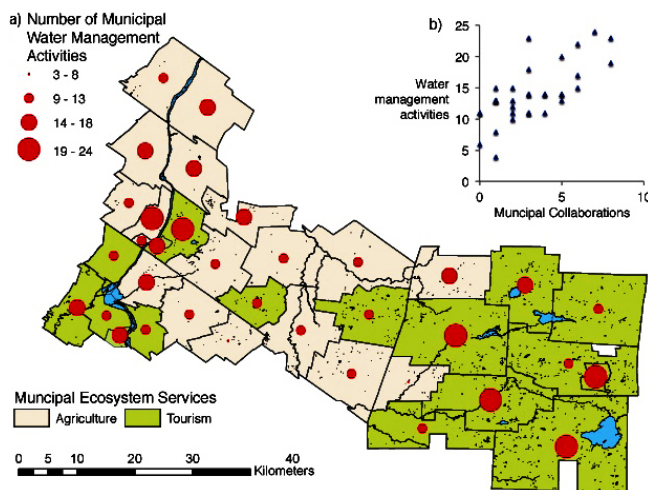 a) Number of Municipal
Water Management
Activities
3 - 8
9 - 13
14 - 18
19 - 24
b)
25
20
15
10
5
0
Water
management
activities
0
5
10
Muncipal Collaborations
Muncipal Ecosystem Services
Agriculture
Tourism
0 5 10 20 30 40
Kilometers